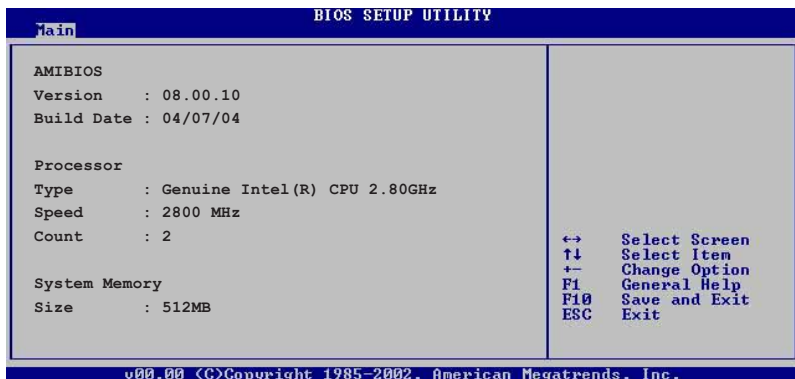 BIOS SETUP UTILITY
Main
AMIBIOS
Version : 08.00.10
Build Date : 04/07/04
Processor
Type : Genuine Intel(R) CPU 2.80GHz
Speed : 2800 MHz
Count : 2
System Memory
Size : 512MB
↔ Select Screen
↑↓ Select Item
+- Change Option
F1 General Help
F10 Save and Exit
ESC Exit
v00.00 (C)Copyright 1985-2002, American Megatrends, Inc.